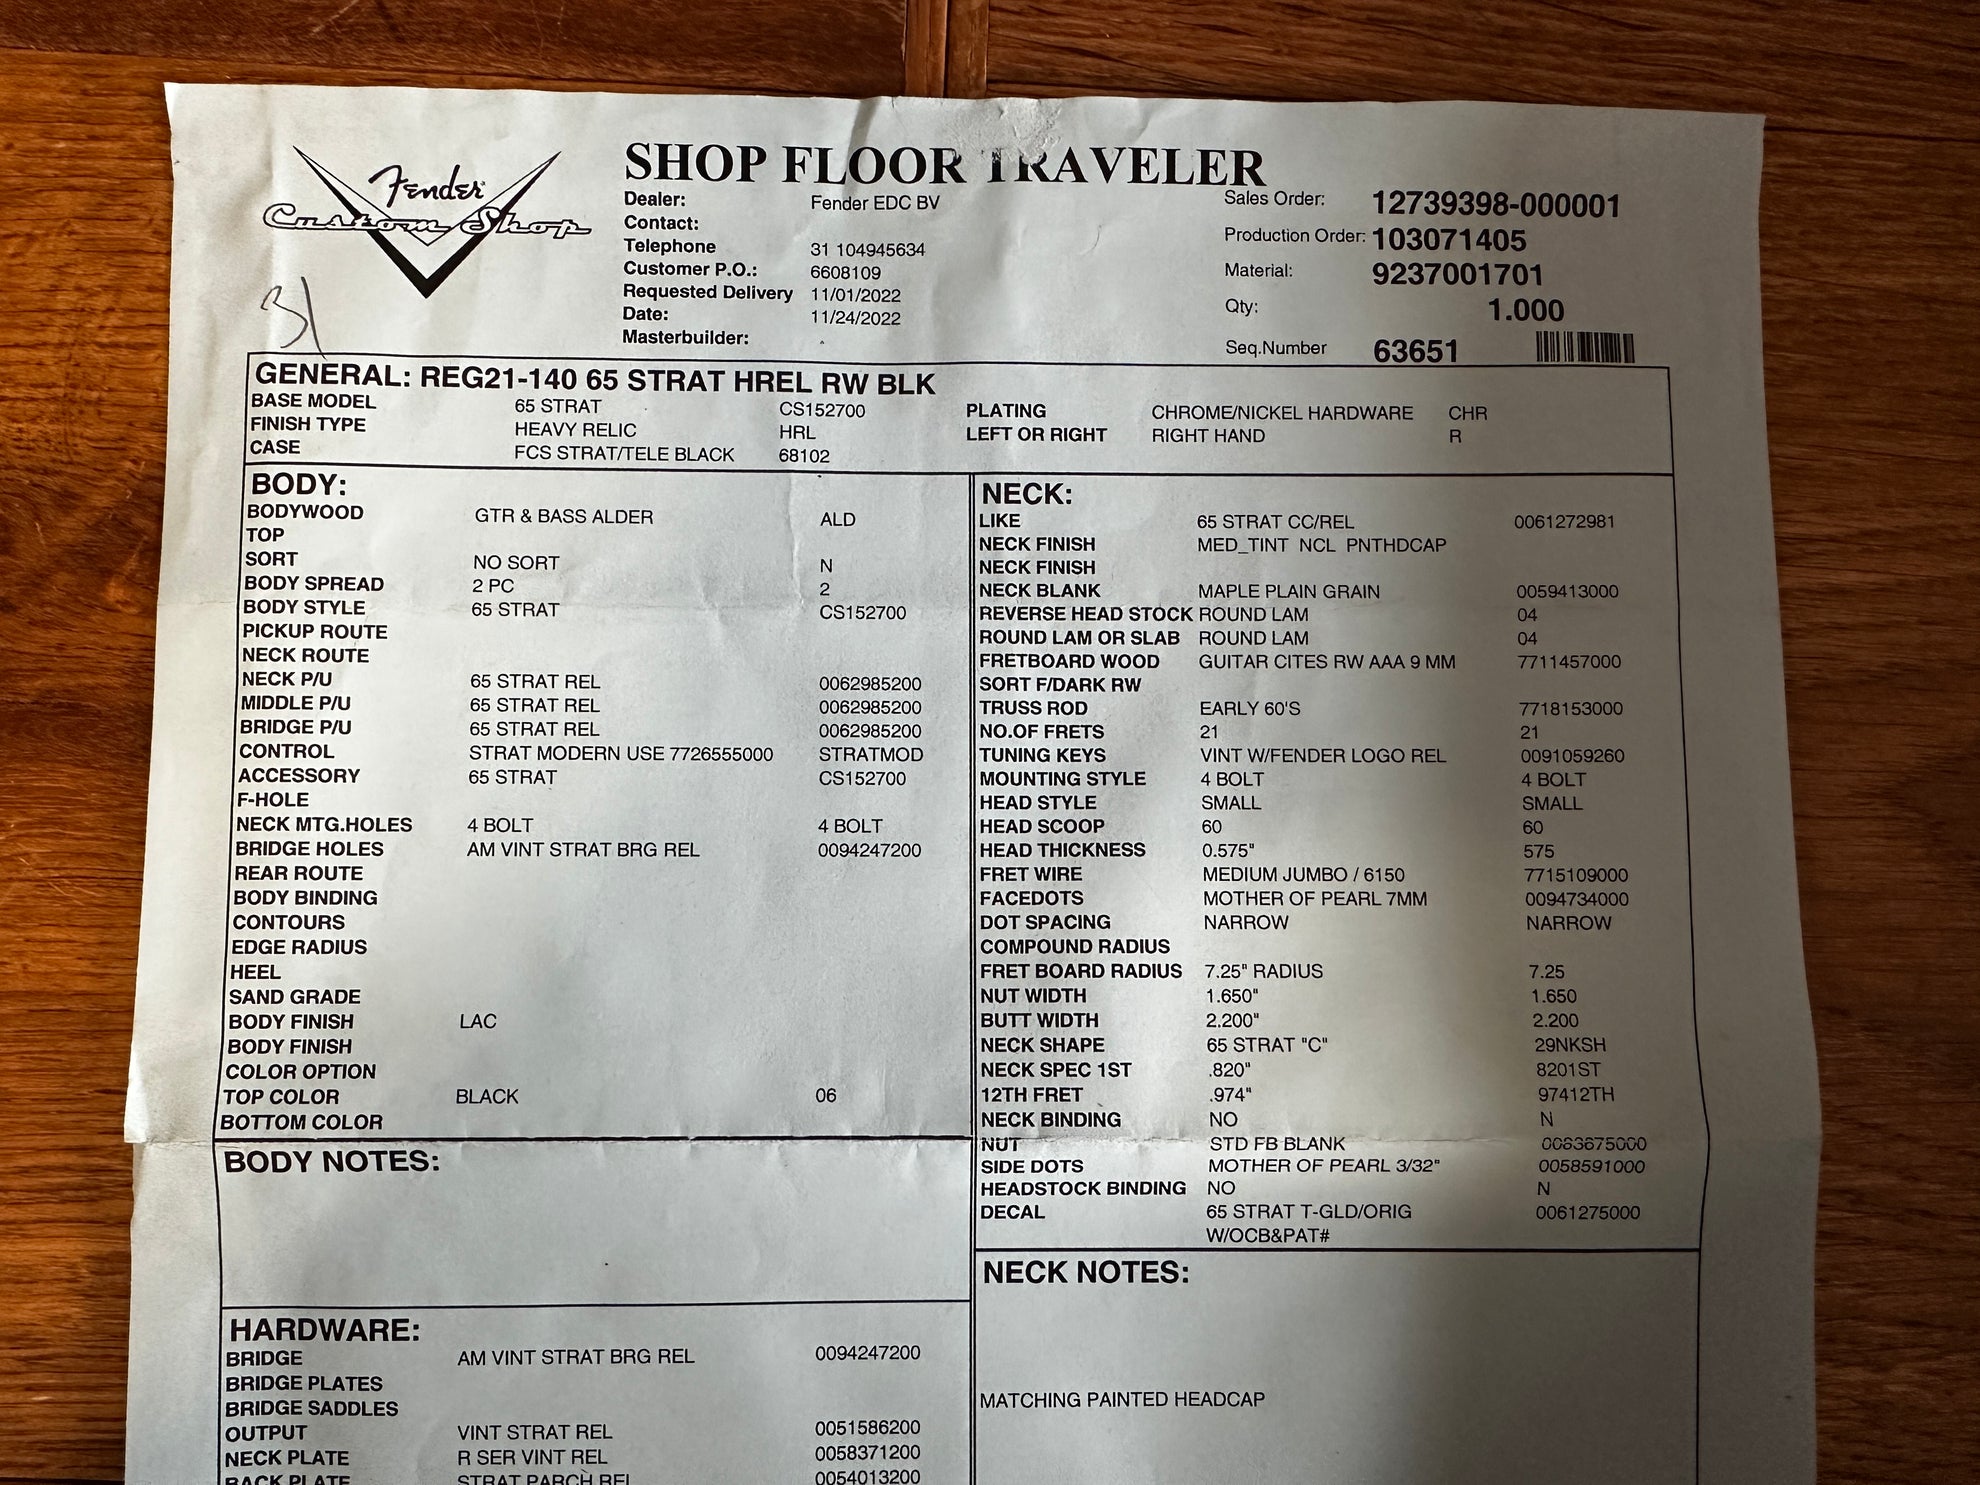 Fender
Custom Shop
31
SHOP FLOOR TRAVELER
Dealer: Fender EDC BV
Contact:
Telephone 31 104945634
Customer P.O.: 6608109
Requested Delivery 11/01/2022
Date: 11/24/2022
Masterbuilder: .
Sales Order: 12739398-000001
Production Order: 103071405
Material: 9237001701
Qty: 1.000
Seq.Number 63651
GENERAL: REG21-140 65 STRAT HREL RW BLK
BASE MODEL 65 STRAT CS152700
FINISH TYPE HEAVY RELIC HRL
CASE FCS STRAT/TELE BLACK 68102
PLATING CHROME/NICKEL HARDWARE CHR
LEFT OR RIGHT RIGHT HAND R
BODY:
BODYWOOD GTR & BASS ALDER ALD
TOP
SORT NO SORT N
BODY SPREAD 2 PC 2
BODY STYLE 65 STRAT CS152700
PICKUP ROUTE
NECK ROUTE
NECK P/U 65 STRAT REL 0062985200
MIDDLE P/U 65 STRAT REL 0062985200
BRIDGE P/U 65 STRAT REL 0062985200
CONTROL STRAT MODERN USE 7726555000 STRATMOD
ACCESSORY 65 STRAT CS152700
F-HOLE
NECK MTG.HOLES 4 BOLT 4 BOLT
BRIDGE HOLES AM VINT STRAT BRG REL 0094247200
REAR ROUTE
BODY BINDING
CONTOURS
EDGE RADIUS
HEEL
SAND GRADE
BODY FINISH LAC
BODY FINISH
COLOR OPTION
TOP COLOR BLACK 06
BOTTOM COLOR
BODY NOTES:
HARDWARE:
BRIDGE AM VINT STRAT BRG REL 0094247200
BRIDGE PLATES
BRIDGE SADDLES
OUTPUT VINT STRAT REL 0051586200
NECK PLATE R SER VINT REL 0058371200
BACK PLATE STRAT PARCH REL 0054013200
NECK:
LIKE 65 STRAT CC/REL 0061272981
NECK FINISH MED_TINT NCL PNTHDCAP
NECK FINISH
NECK BLANK MAPLE PLAIN GRAIN 0059413000
REVERSE HEAD STOCK ROUND LAM 04
ROUND LAM OR SLAB ROUND LAM 04
FRETBOARD WOOD GUITAR CITES RW AAA 9 MM 7711457000
SORT F/DARK RW
TRUSS ROD EARLY 60'S 7718153000
NO.OF FRETS 21 21
TUNING KEYS VINT W/FENDER LOGO REL 0091059260
MOUNTING STYLE 4 BOLT 4 BOLT
HEAD STYLE SMALL SMALL
HEAD SCOOP 60 60
HEAD THICKNESS 0.575" 575
FRET WIRE MEDIUM JUMBO / 6150 7715109000
FACEDOTS MOTHER OF PEARL 7MM 0094734000
DOT SPACING NARROW NARROW
COMPOUND RADIUS
FRET BOARD RADIUS 7.25" RADIUS 7.25
NUT WIDTH 1.650" 1.650
BUTT WIDTH 2.200" 2.200
NECK SHAPE 65 STRAT "C" 29NKSH
NECK SPEC 1ST .820" 8201ST
12TH FRET .974" 97412TH
NECK BINDING NO N
NUT STD FB BLANK 0063675000
SIDE DOTS MOTHER OF PEARL 3/32" 0058591000
HEADSTOCK BINDING NO N
DECAL 65 STRAT T-GLD/ORIG 0061275000
W/OCB&PAT#
NECK NOTES:
MATCHING PAINTED HEADCAP